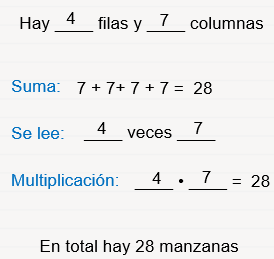 Hay 4 filas y 7 columnas
Suma: 7 + 7+ 7 + 7 = 28
Se lee: 4 veces 7
Multiplicación: 4 • 7 = 28
En total hay 28 manzanas